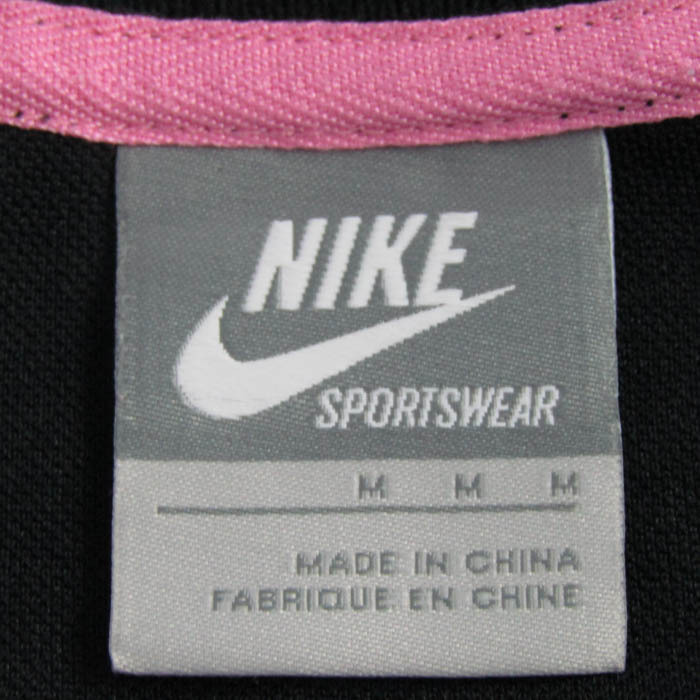 NIKE
SPORTSWEAR
M M M
MADE IN CHINA
FABRIQUE EN CHINE